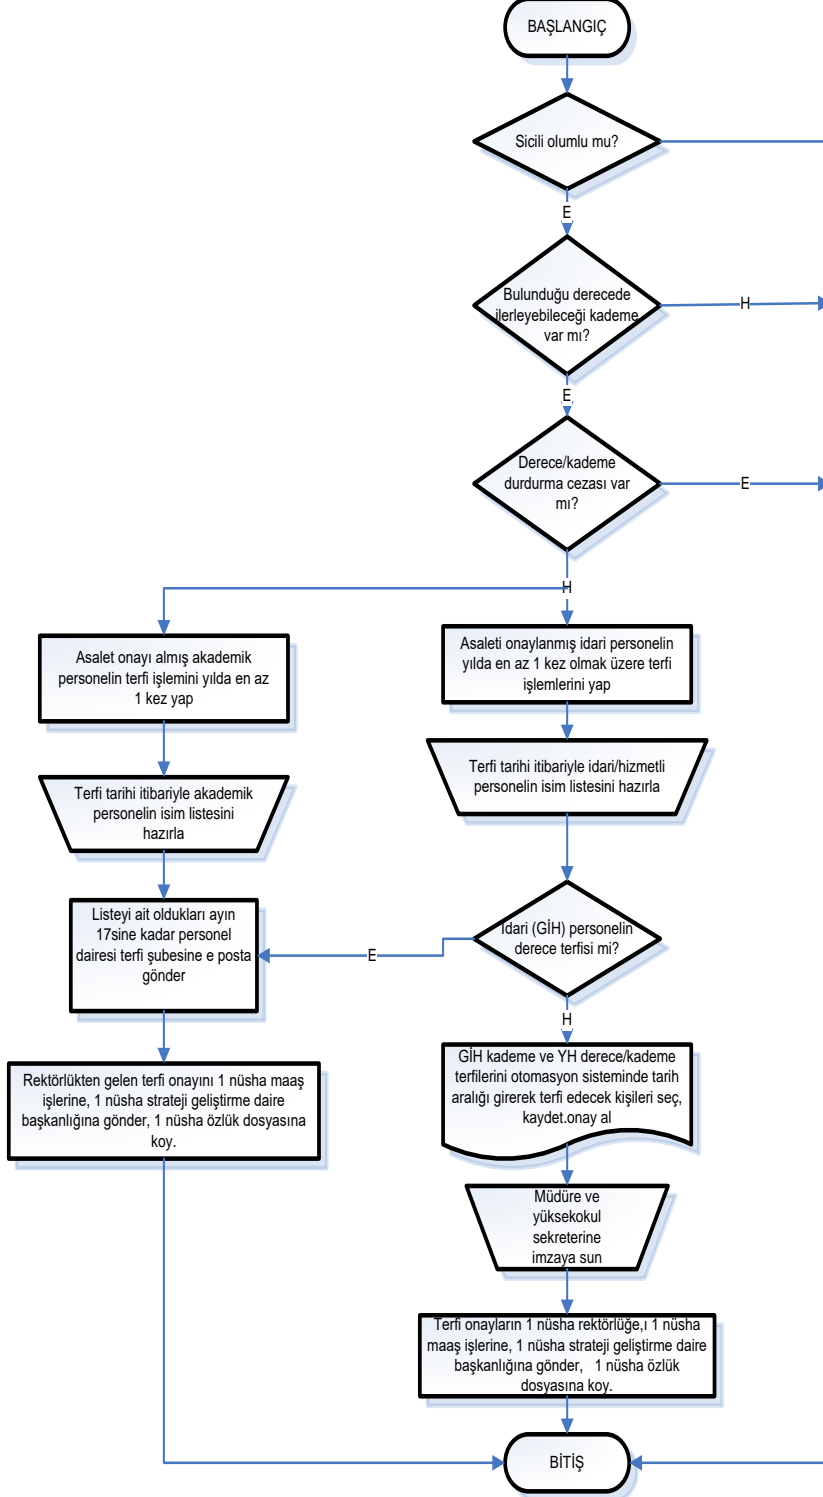 BAŞLANGIÇ
Sicili olumlu mu?
E
Bulunduğu derecede
ilerleyebileceği kademe
var mı?
H
E
Derece/kademe
durdurma cezası var
mı?
E
H
Asalet onayı almış akademik
personelin terfi işlemini yılda en az
1 kez yap
Asaleti onaylanmış idari personelin
yılda en az 1 kez olmak üzere terfi
işlemlerini yap
Terfi tarihi itibariyle akademik
personelin isim listesini
hazırla
Terfi tarihi itibariyle idari/hizmetli
personelin isim listesini hazırla
Listeyi ait oldukları ayın
17sine kadar personel
dairesi terfi şubesine e posta
gönder
İdari (GİH) personelin
derece terfisi mi?
E
H
Rektörlükten gelen terfi onayını 1 nüsha maaş
işlerine, 1 nüsha strateji geliştirme daire
başkanlığına gönder, 1 nüsha özlük dosyasına
koy.
GİH kademe ve YH derece/kademe
terfilerini otomasyon sisteminde tarih
aralığı girerek terfi edecek kişileri seç,
kaydet.onay al
Müdüre ve
yüksekokul
sekreterine
imzaya sun
Terfi onayların 1 nüsha rektörlüğe,ı 1 nüsha
maaş işlerine, 1 nüsha strateji geliştirme daire
başkanlığına gönder, 1 nüsha özlük
dosyasına koy.
BİTİŞ